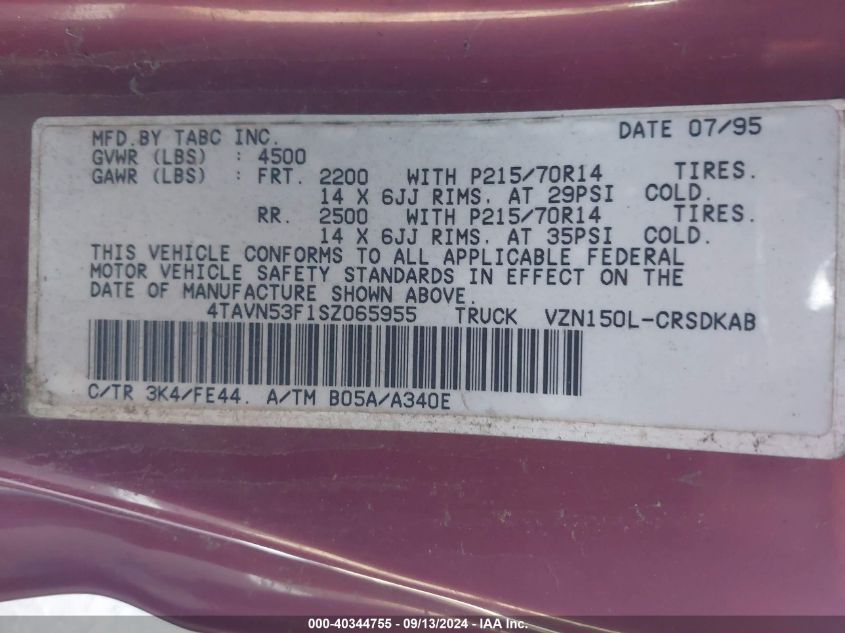 MFD.BY TABC INC. DATE 07/95
GVWR (LBS) : 4500
GAWR (LBS) : FRT. 2200 WITH P215/70R14 TIRES.
14 X 6JJ RIMS. AT 29PSI COLD.
RR. 2500 WITH P215/70R14 TIRES.
14 X 6JJ RIMS. AT 35PSI COLD.
THIS VEHICLE CONFORMS TO ALL APPLICABLE FEDERAL
MOTOR VEHICLE SAFETY STANDARDS IN EFFECT ON THE
DATE OF MANUFACTURE SHOWN ABOVE.
4TAVN53F1SZ065955 TRUCK VZN150L-CRSDKAB
C/TR 3K4/FE44. A/TM B05A/A340E
000-40344755 - 09/13/2024 - IAA Inc.